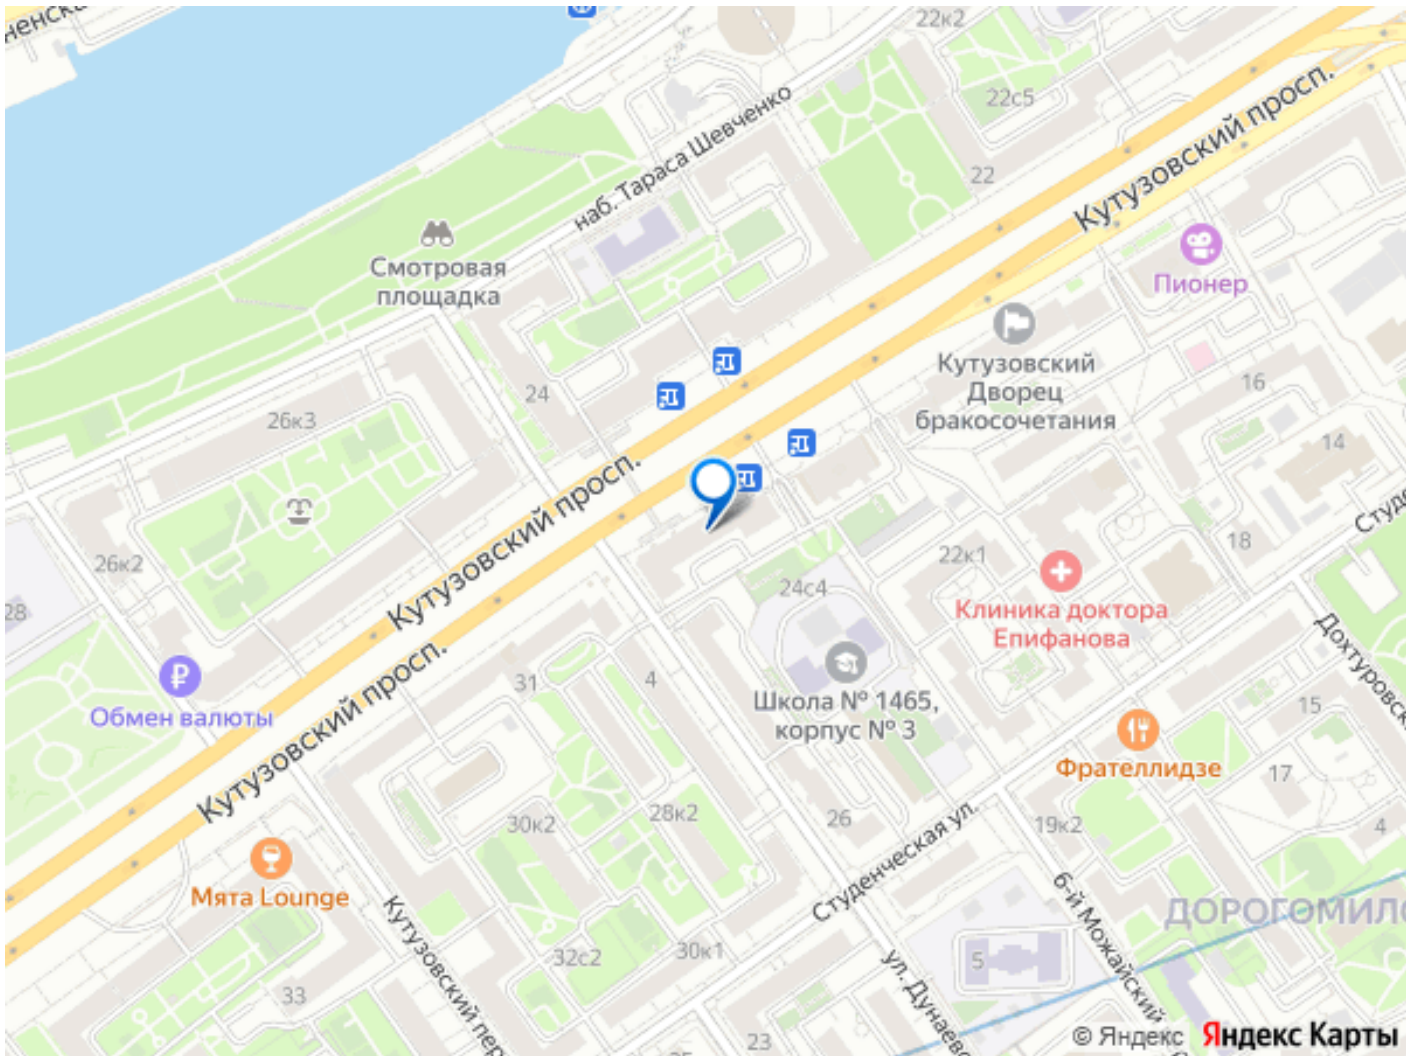 22к2
22с5
наб. Тараса Шевченко
Кутузовский просп.
22
Смотровая
площадка
Пионер
Кутузовский
Дворец
бракосочетания
24
16
26к3
14
Кутузовский просп.
26к2
18
22к1
24с4
28
Клиника доктора
Епифанова
31
4
Школа № 1465,
корпус № 3
Обмен валюты
Кутузовский просп.
15
Фрателлидзе
17
30к2
28к2
26
19к2
4
Студенческая ул.
Мята Lounge
6-й Можайский
32с2
30к1
5
33
23
25
© Яндекс Яндекс Карты